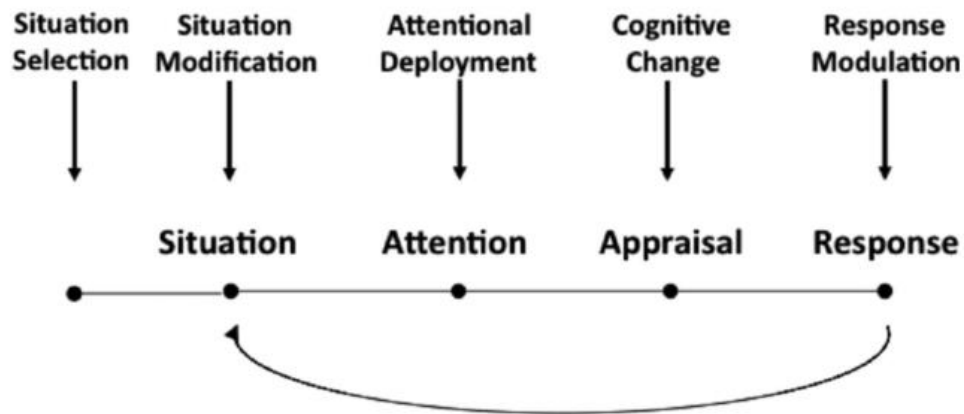 Situation Selection
Situation Modification
Attentional Deployment
Cognitive Change
Response Modulation
Situation
Attention
Appraisal
Response